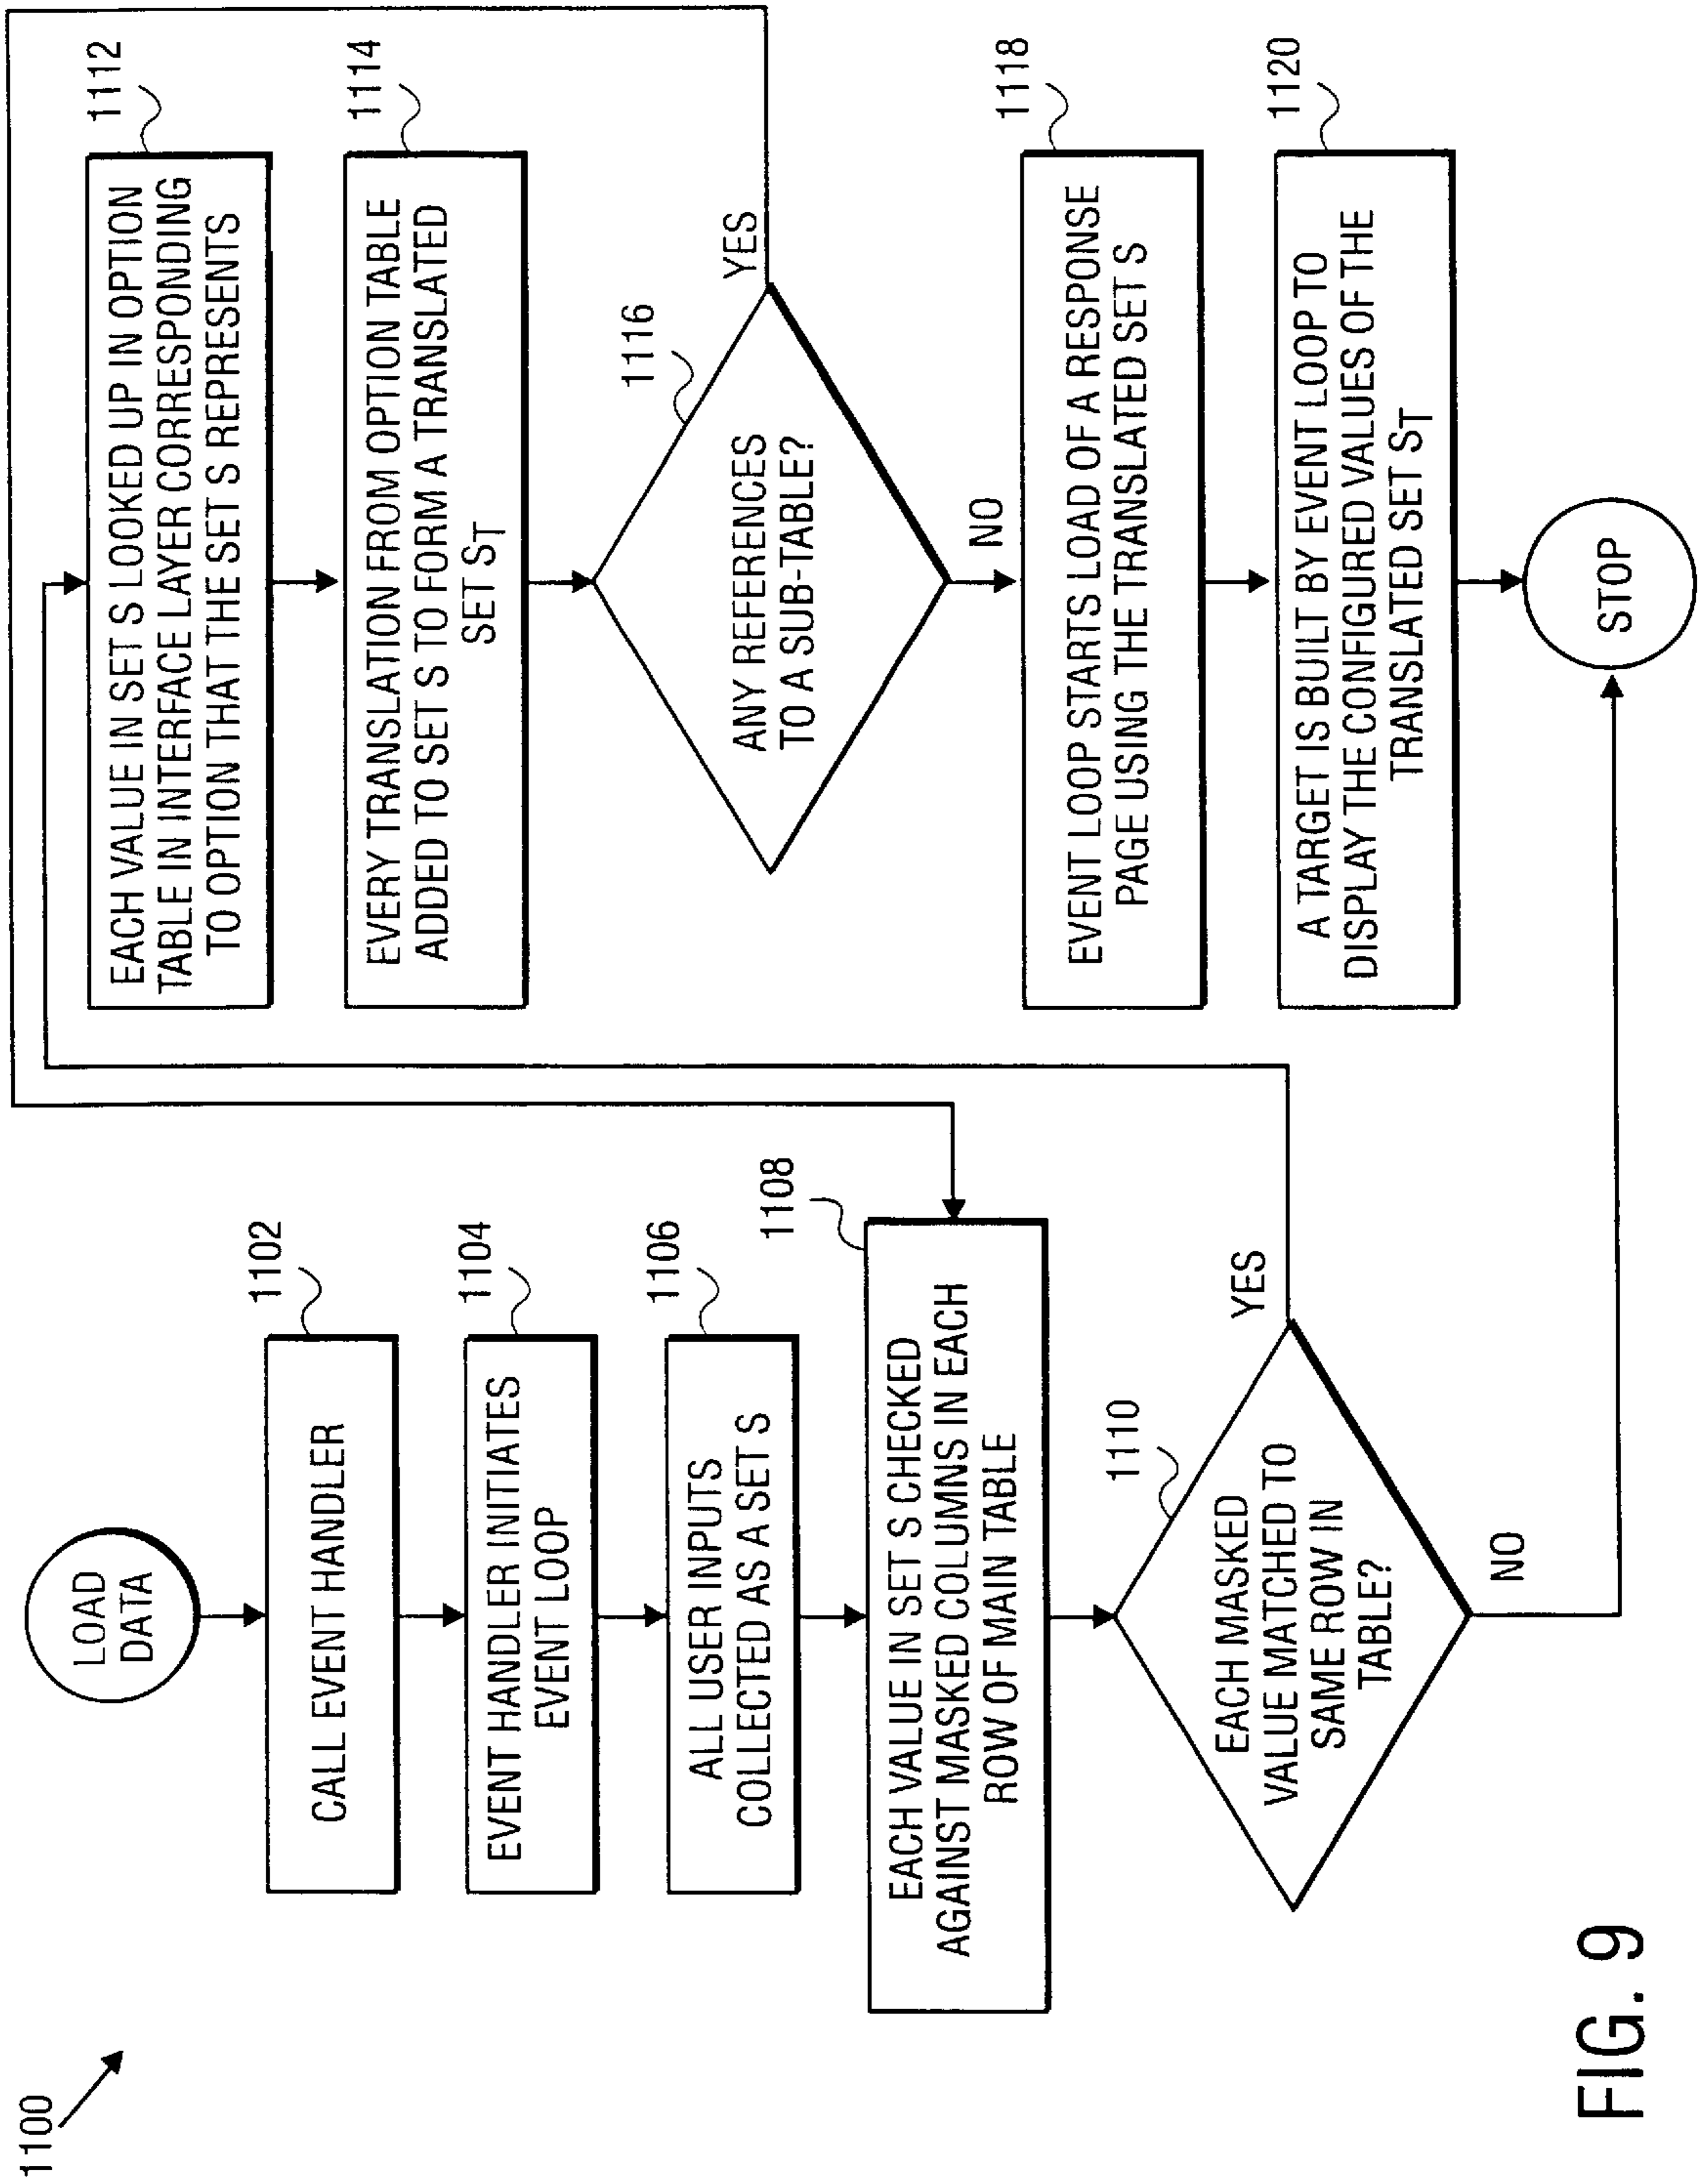 1100
LOAD
DATA
1102
CALL EVENT HANDLER
1104
EVENT HANDLER INITIATES
EVENT LOOP
1106
ALL USER INPUTS
COLLECTED AS A SET S
1108
EACH VALUE IN SET S CHECKED
AGAINST MASKED COLUMNS IN EACH
ROW OF MAIN TABLE
1110
EACH MASKED
VALUE MATCHED TO
SAME ROW IN
TABLE?
YES
NO
1112
EACH VALUE IN SET S LOOKED UP IN OPTION
TABLE IN INTERFACE LAYER CORRESPONDING
TO OPTION THAT THE SET S REPRESENTS
1114
EVERY TRANSLATION FROM OPTION TABLE
ADDED TO SET S TO FORM A TRANSLATED
SET ST
1116
ANY REFERENCES
TO A SUB-TABLE?
YES
NO
1118
EVENT LOOP STARTS LOAD OF A RESPONSE
PAGE USING THE TRANSLATED SET S
1120
A TARGET IS BUILT BY EVENT LOOP TO
DISPLAY THE CONFIGURED VALUES OF THE
TRANSLATED SET ST
STOP
FIG. 9